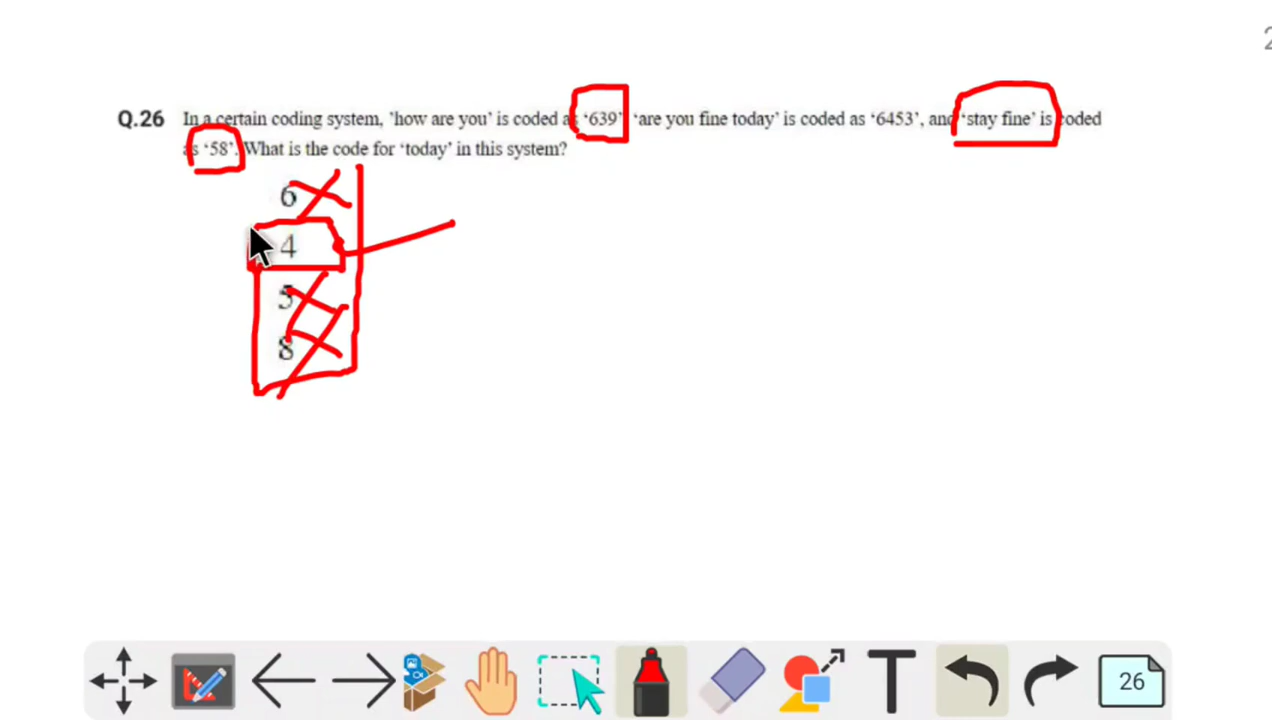 2
Q.26 In a certain coding system, 'how are you' is coded as '639' 'are you fine today' is coded as '6453', and 'stay fine' is coded
as '58'. What is the code for 'today' in this system?
6
4
5
8
T
26